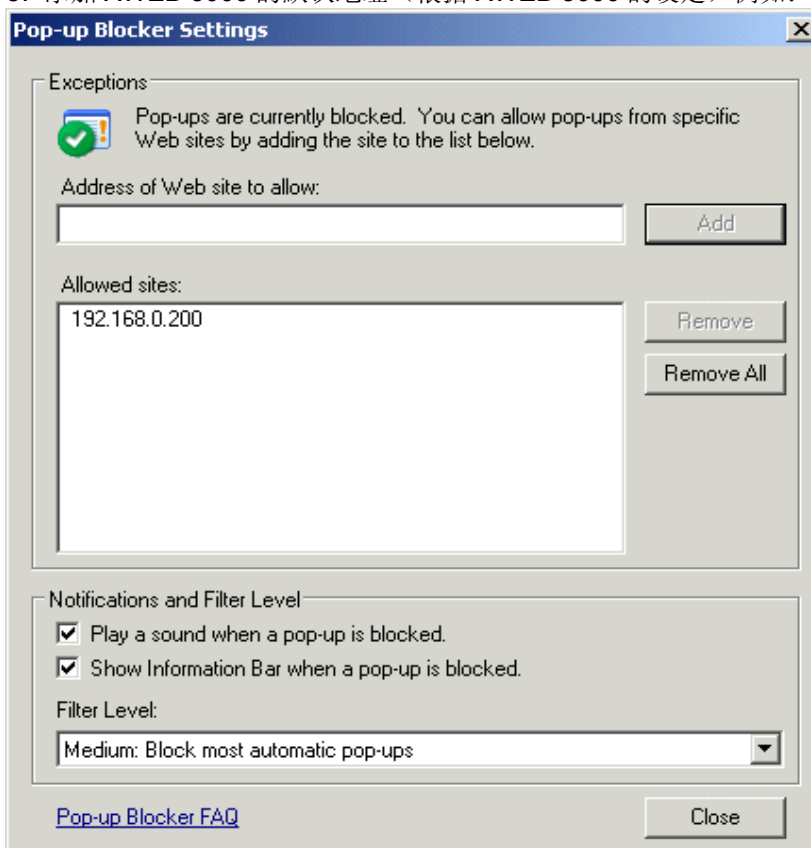 Pop-up Blocker Settings
Exceptions
Pop-ups are currently blocked. You can allow pop-ups from specific
Web sites by adding the site to the list below.
Address of Web site to allow:
Add
Allowed sites:
192.168.0.200
Remove
Remove All
Notifications and Filter Level
Play a sound when a pop-up is blocked.
Show Information Bar when a pop-up is blocked.
Filter Level:
Medium: Block most automatic pop-ups
Pop-up Blocker FAQ
Close